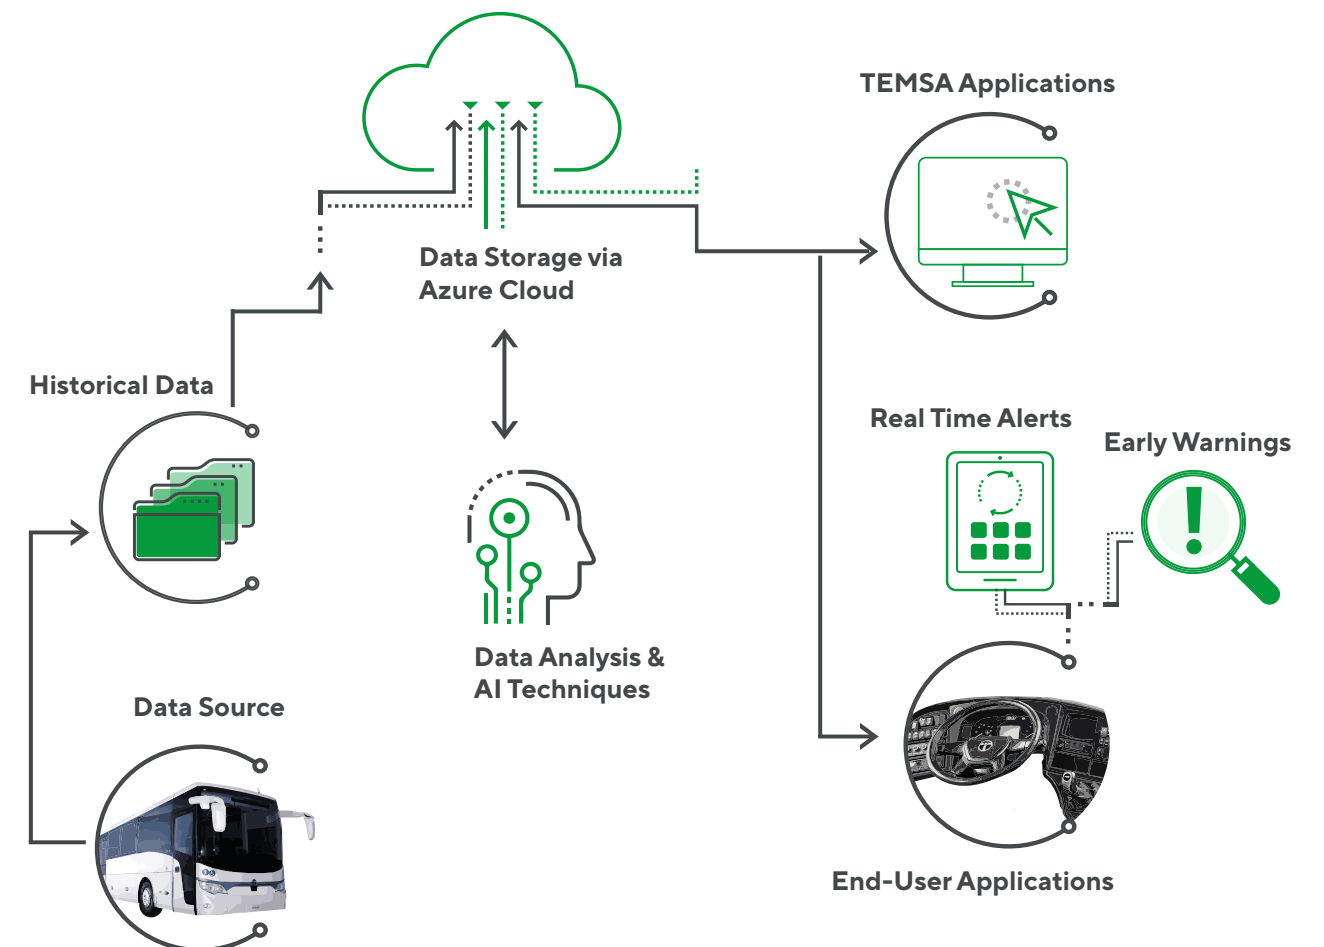 TEMSA Applications
Data Storage via
Azure Cloud
Historical Data
Real Time Alerts
Early Warnings
Data Analysis &
AI Techniques
Data Source
End-User Applications